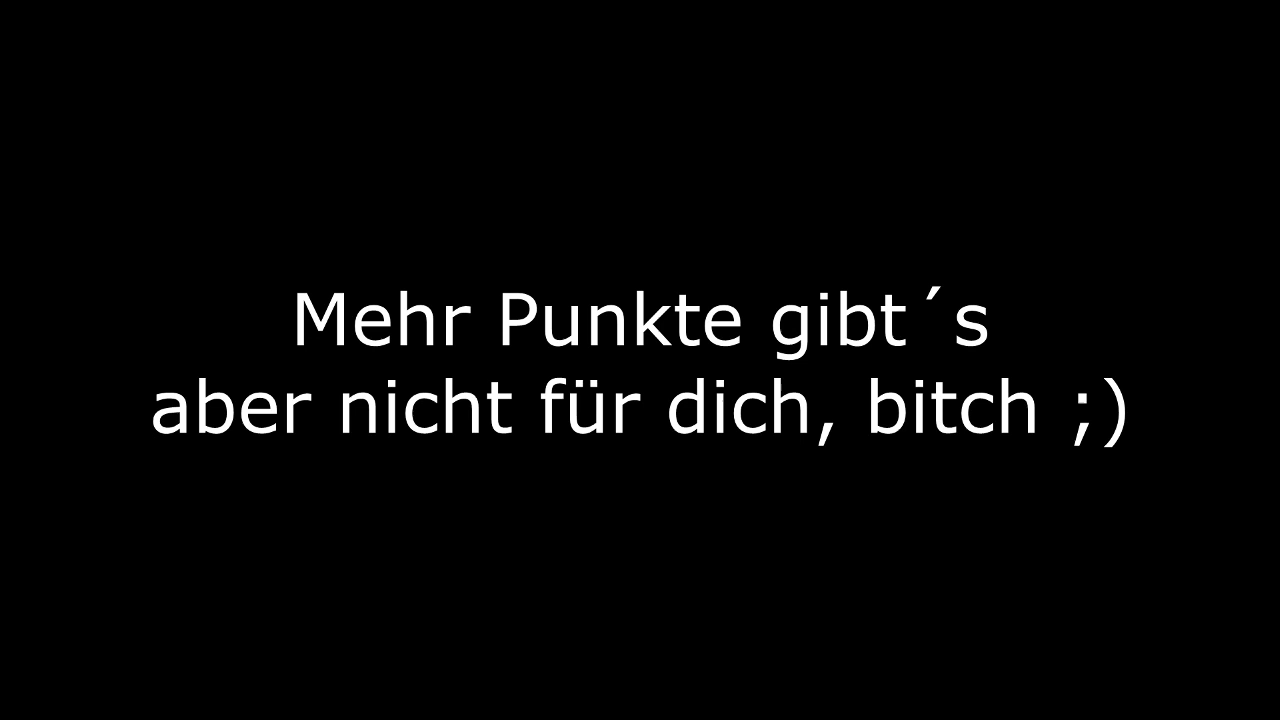 Mehr Punkte gibt´s
aber nicht für dich, bitch ;)